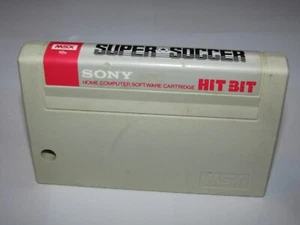 MSX
SUPER SOCCER
SONY
HOME COMPUTER SOFTWARE CARTRIDGE
HIT BIT
MSX